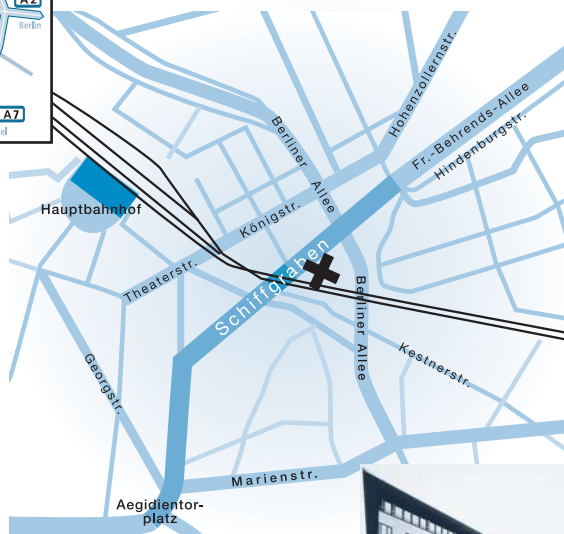 A2
Berlin
A7
Hohenzollernstr.
Fr.-Behrends-Allee
Hindenburgstr.
Berliner Allee
Hauptbahnhof
Königstr.
Schiffgraben
Theaterstr.
Berliner Allee
Kestnerstr.
Georgstr.
Marienstr.
Aegidientor-
platz